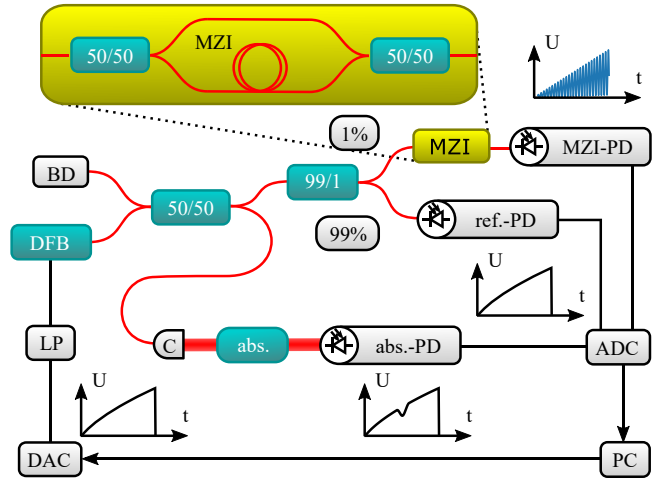 50/50
MZI
50/50
U
t
1%
MZI
MZI-PD
BD
50/50
99/1
DFB
99%
ref.-PD
U
t
LP
C
abs.
abs.-PD
ADC
U
t
U
t
DAC
PC